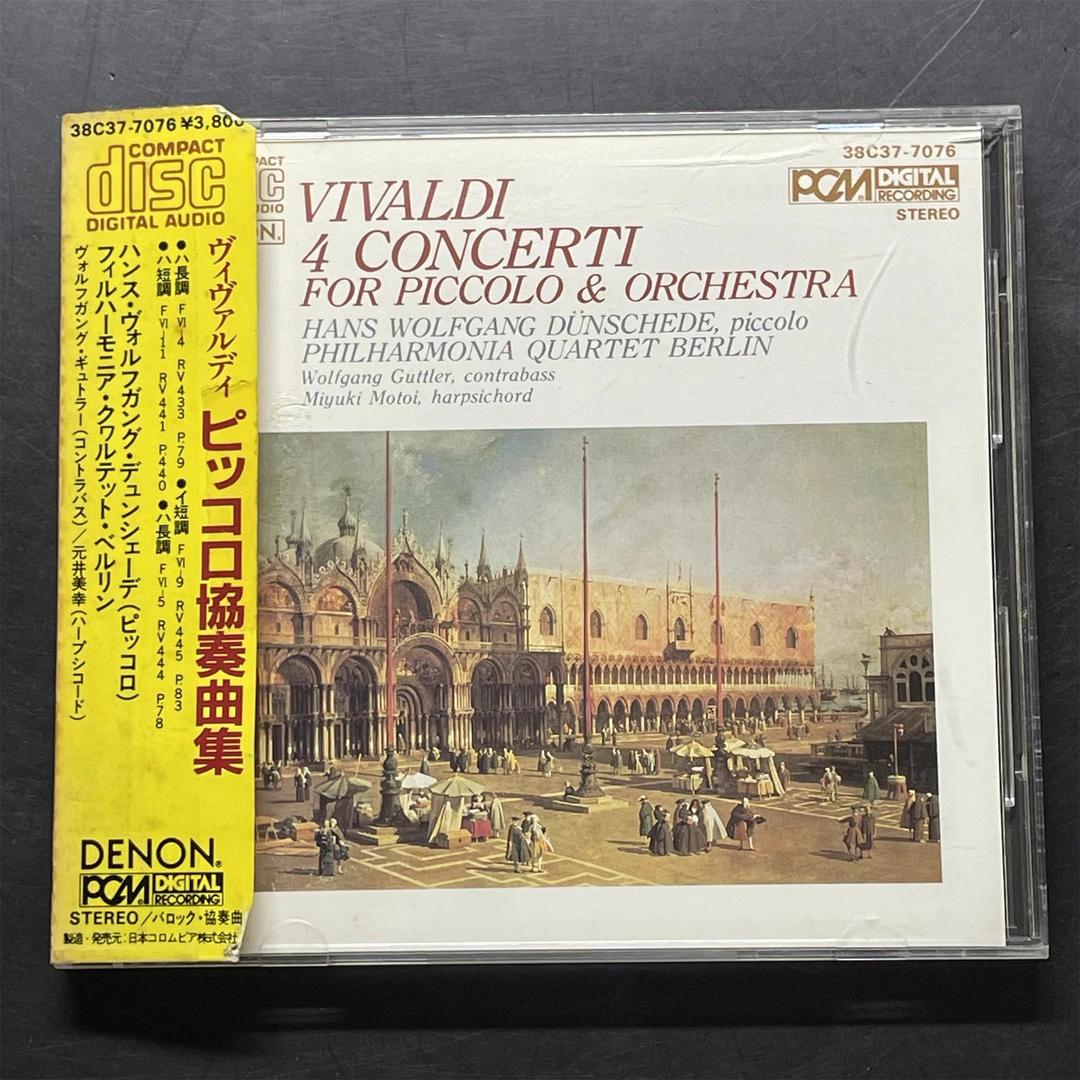 38C37-7076 ¥3,800
COMPACT
disc
DIGITAL AUDIO
ヴィヴァルディ ピッコロ協奏曲集
●ハ長調 F.VI-4 RV433 P.79 ●イ短調 F.VI-9 RV445 P.83
●ハ短調 F.VI-11 RV441 P.440 ●ハ長調 F.VI-5 RV444 P.78
ハンス・ヴォルフガング・デュンシェーデ(ピッコロ)
フィルハーモニア・クワルテット・ベルリン
ヴォルフガング・ギュトラー(コントラバス)/元井美幸(ハープシコード)
DENON®
PCM DIGITAL RECORDING
STEREO/バロック・協奏曲
製造・発売元:日本コロムビア株式会社
38C37-7076
PCM DIGITAL RECORDING
STEREO
VIVALDI
4 CONCERTI
FOR PICCOLO & ORCHESTRA
HANS WOLFGANG DÜNSCHEDE, piccolo
PHILHARMONIA QUARTET BERLIN
Wolfgang Güttler, contrabass
Miyuki Motoi, harpsichord